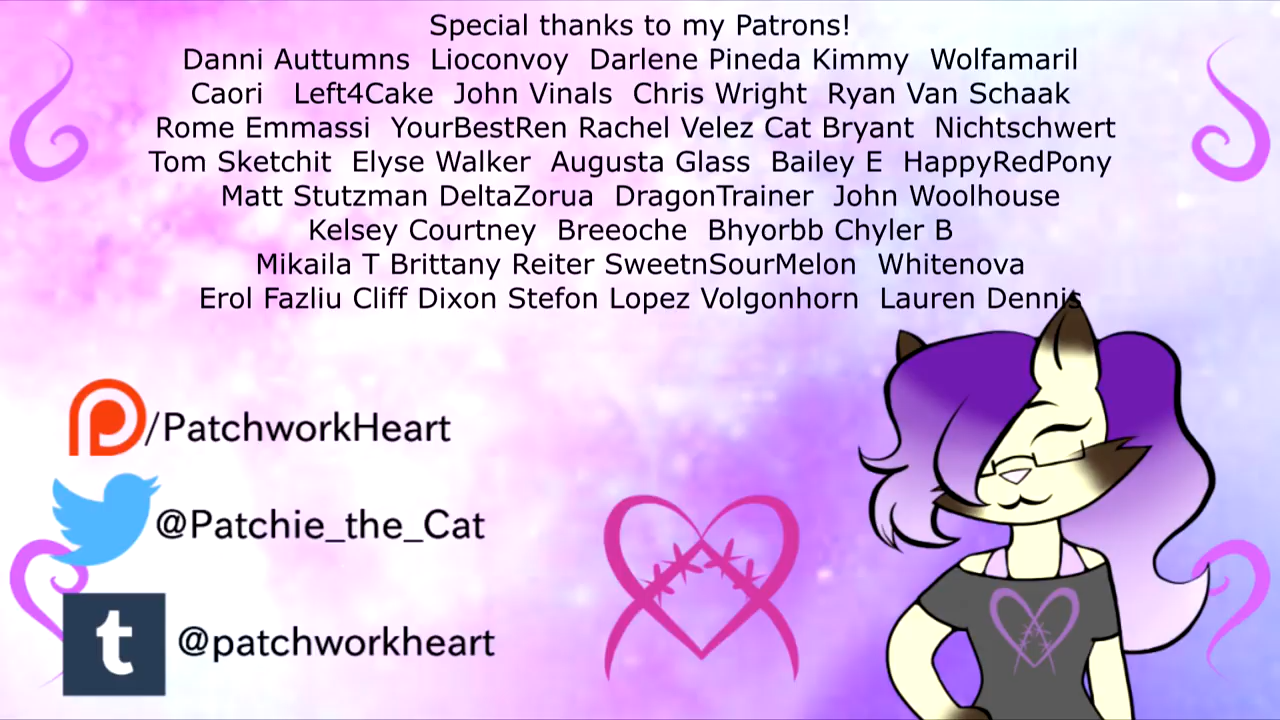 Special thanks to my Patrons!
Danni Auttumns Lioconvoy Darlene Pineda Kimmy Wolfamaril
Caori Left4Cake John Vinals Chris Wright Ryan Van Schaak
Rome Emmassi YourBestRen Rachel Velez Cat Bryant Nichtschwert
Tom Sketchit Elyse Walker Augusta Glass Bailey E HappyRedPony
Matt Stutzman DeltaZorua DragonTrainer John Woolhouse
Kelsey Courtney Breeoche Bhyorbb Chyler B
Mikaila T Brittany Reiter SweetnSourMelon Whitenova
Erol Fazliu Cliff Dixon Stefon Lopez Volgonhorn Lauren Dennis
/PatchworkHeart
@Patchie_the_Cat
t @patchworkheart